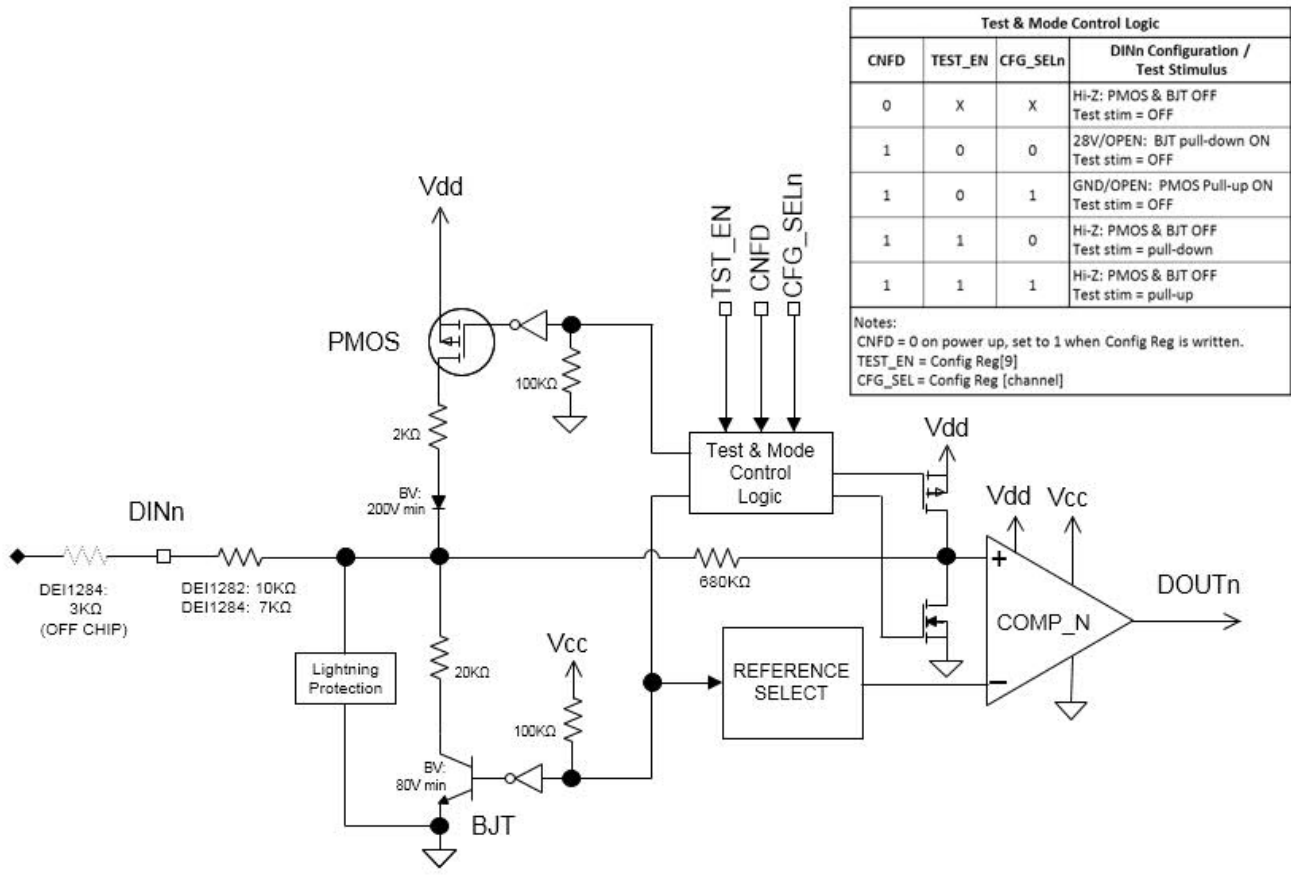 Test & Mode Control Logic
CNFD
TEST_EN
CFG_SELn
DINn Configuration /
Test Stimulus
0
X
X
Hi-Z: PMOS & BJT OFF
Test stim = OFF
1
0
0
28V/OPEN: BJT pull-down ON
Test stim = OFF
1
0
1
GND/OPEN: PMOS Pull-up ON
Test stim = OFF
1
1
0
Hi-Z: PMOS & BJT OFF
Test stim = pull-down
1
1
1
Hi-Z: PMOS & BJT OFF
Test stim = pull-up
Notes:
CNFD = 0 on power up, set to 1 when Config Reg is written.
TEST_EN = Config Reg[9]
CFG_SEL = Config Reg [channel]
Vdd
TST_EN
CNFD
CFG_SELn
PMOS
100KΩ
2KΩ
Test & Mode
Control
Logic
Vdd
Vdd
Vcc
BV:
200V min
DINn
DEI1284:
3KΩ
(OFF CHIP)
DEI1282: 10KΩ
DEI1284: 7KΩ
680KΩ
+
COMP_N
−
DOUTn
Lightning
Protection
20KΩ
Vcc
100KΩ
REFERENCE
SELECT
BV:
80V min
BJT